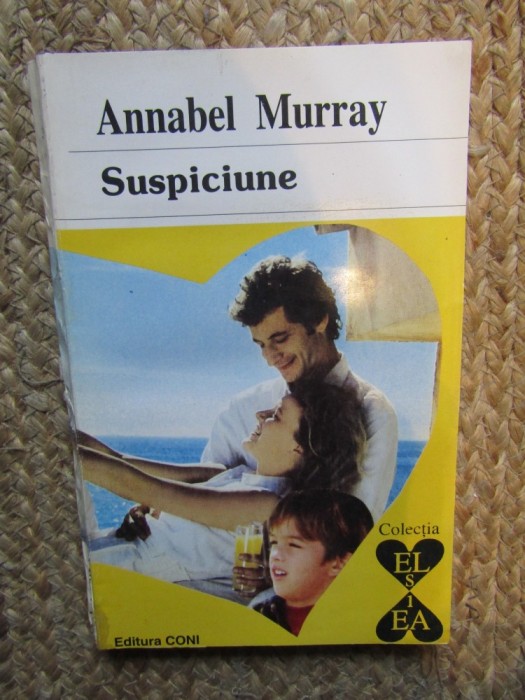 Annabel Murray
Suspiciune
Colecția
EL
ȘI
EA
Editura CONI